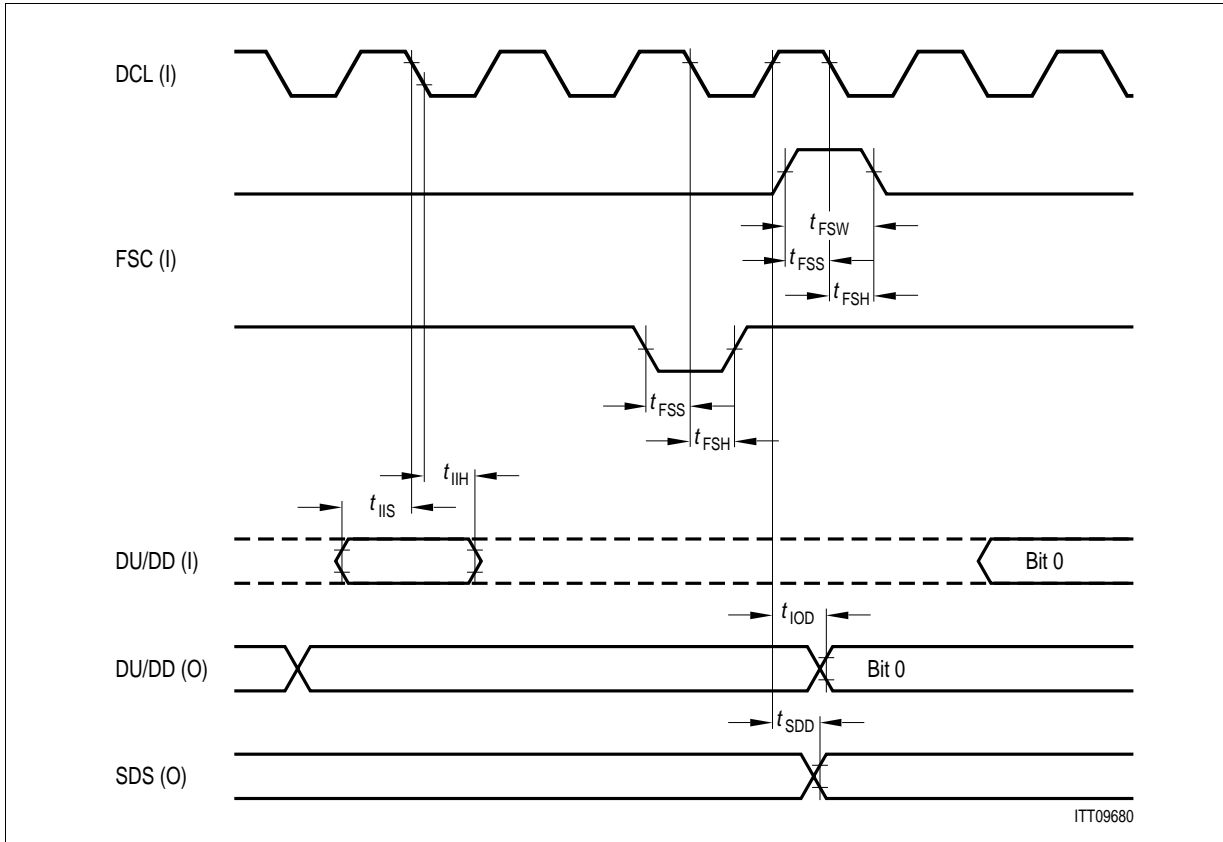 DCL (I)
t FSW
FSC (I)
t FSS
t FSH
t FSS
t FSH
t IIH
t IIS
DU/DD (I)
Bit 0
t IOD
DU/DD (O)
Bit 0
t SDD
SDS (O)
ITT09680